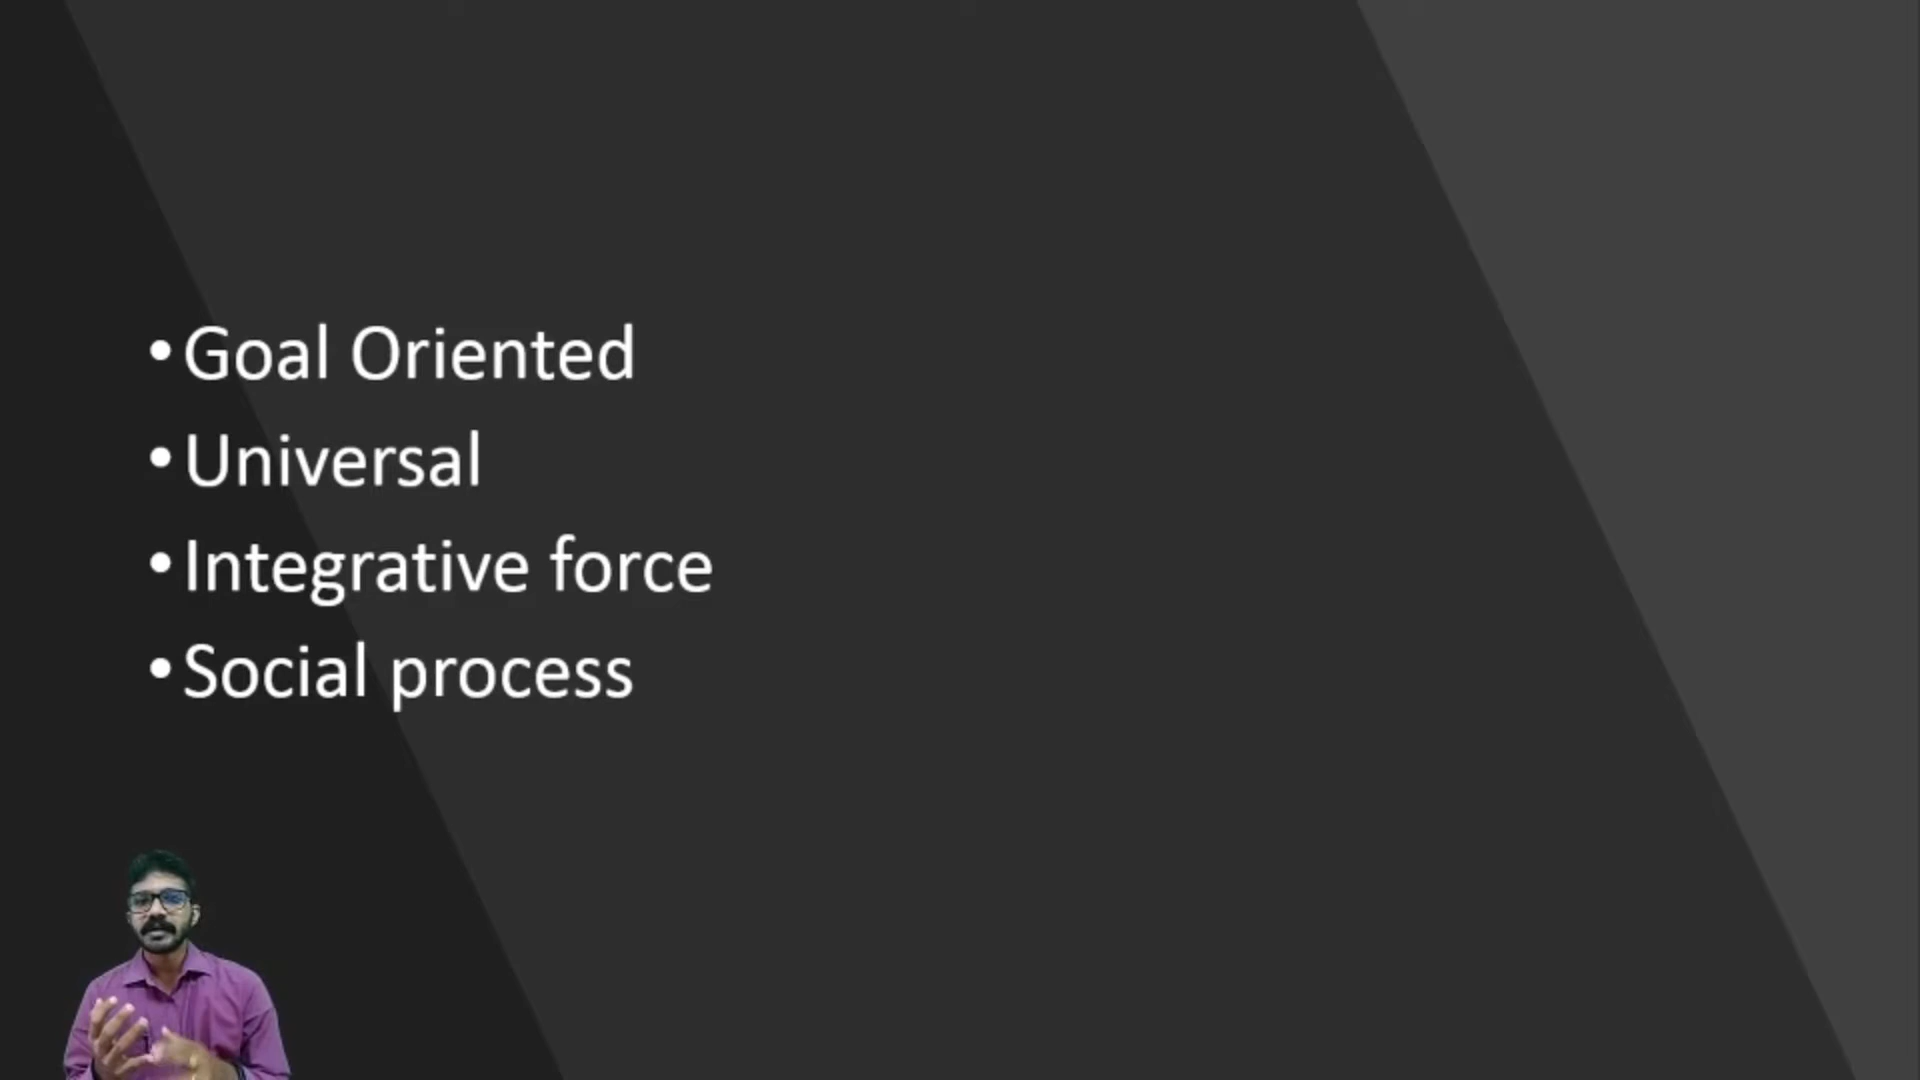 • Goal Oriented
• Universal
• Integrative force
• Social process